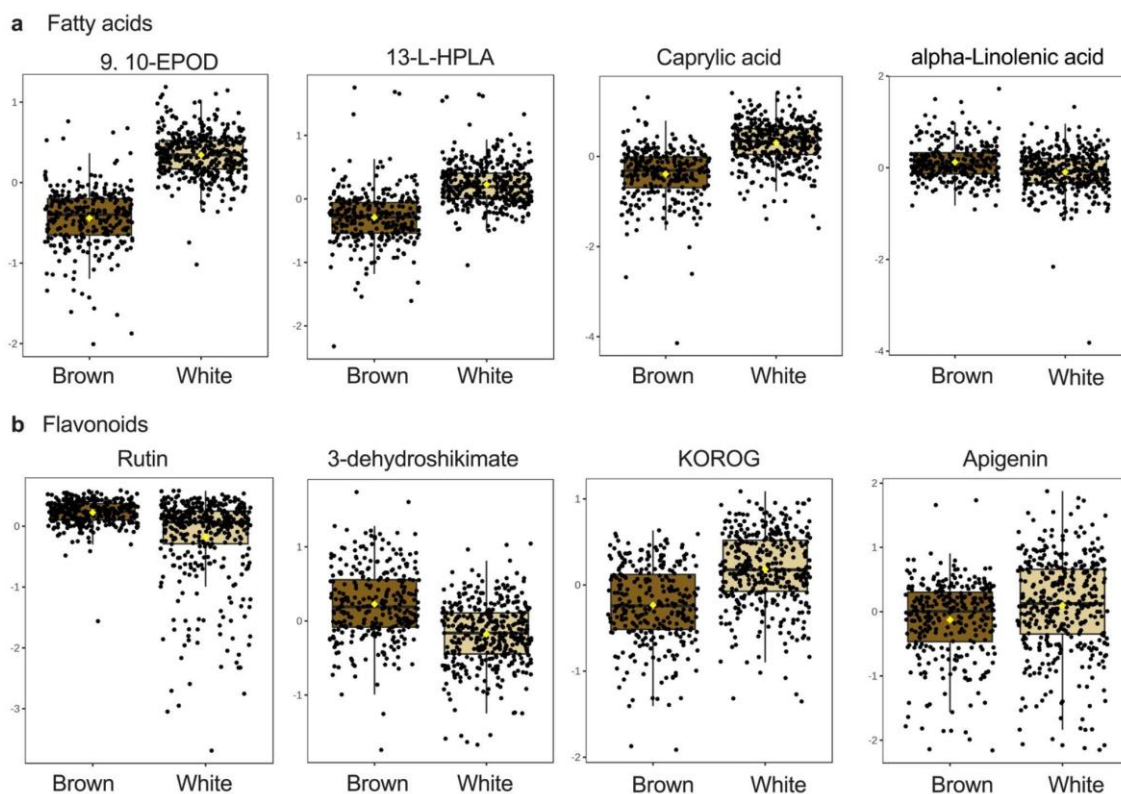 a Fatty acids
9. 10-EPOD
13-L-HPLA
Caprylic acid
alpha-Linolenic acid
1
0
-1
-2
1
0
-1
-2
0
-2
-4
2
0
-2
-4
Brown White
Brown White
Brown White
Brown White
b Flavonoids
Rutin
3-dehydroshikimate
KOROG
Apigenin
0
-1
-2
-3
1
0
-1
1
0
-1
-2
2
1
0
-1
-2
Brown White
Brown White
Brown White
Brown White